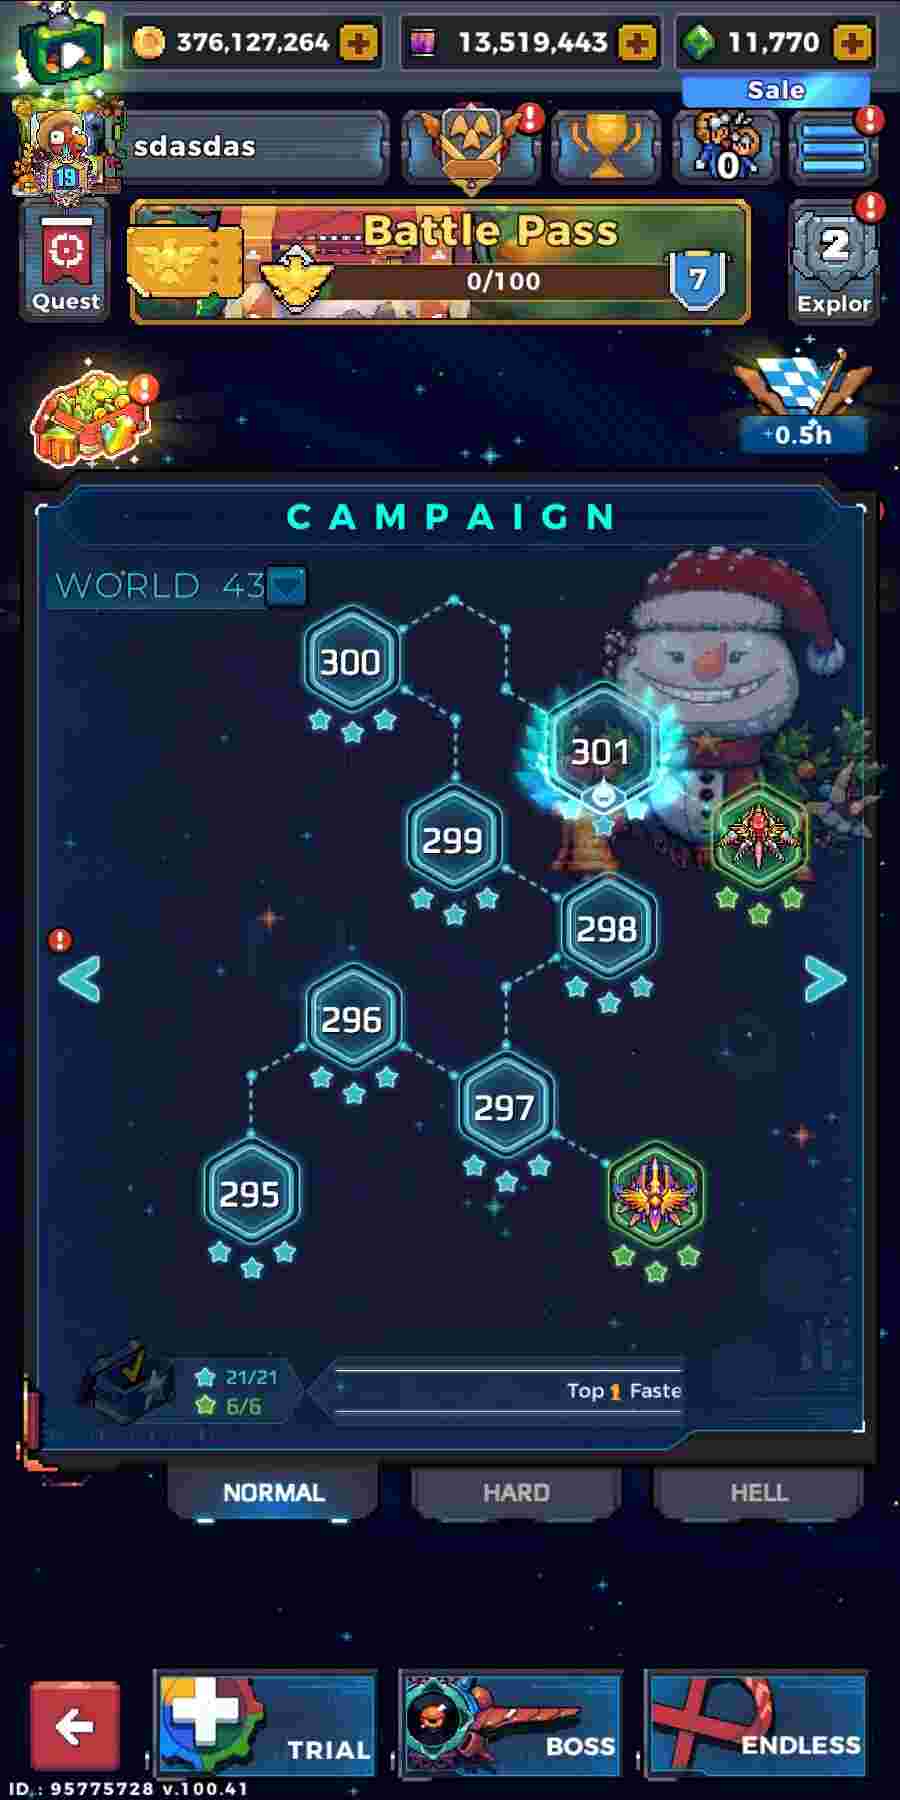 376,127,264
13,519,443
11,770
Sale
19
sdasdas
0
Quest
Battle Pass
0/100
7
2
Explor
+0.5h
CAMPAIGN
WORLD 43
300
301
299
298
296
297
295
21/21
6/6
Top 1 Faste
NORMAL
HARD
HELL
TRIAL
BOSS
ENDLESS
ID.: 95775728 v.100.41